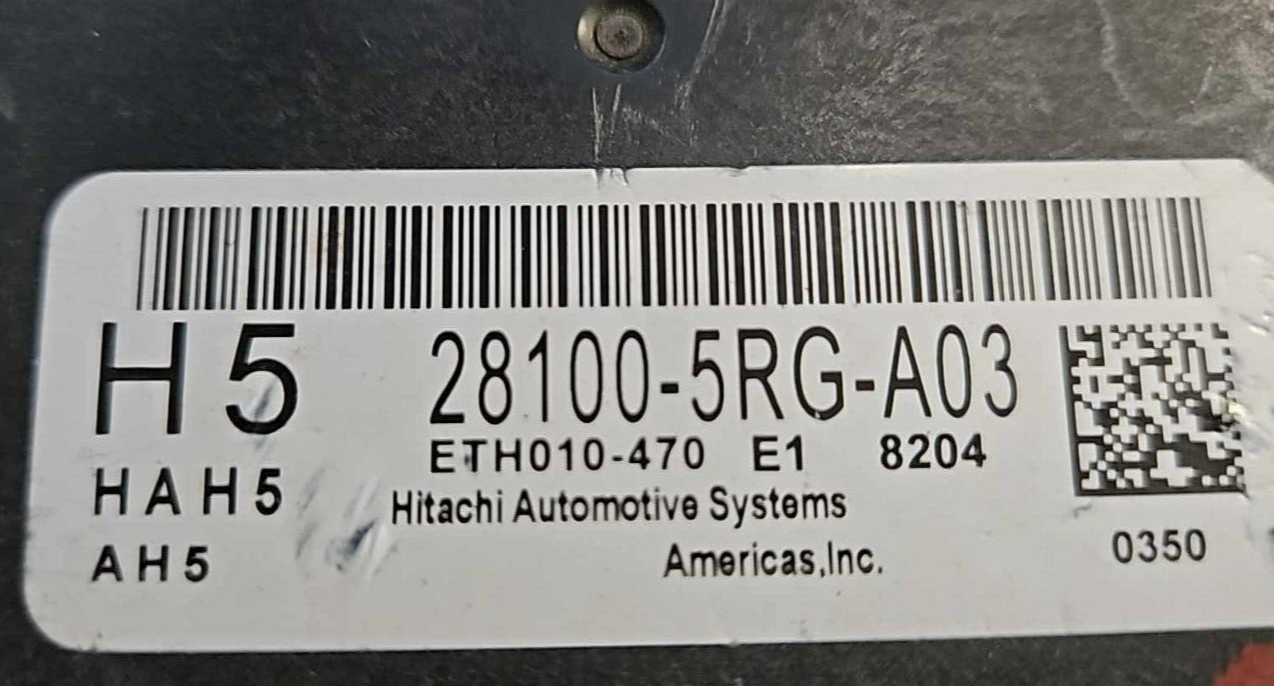 H5 28100-5RG-A03
ETH010-470 E1 8204
HAH5
Hitachi Automotive Systems
AH5
Americas,Inc.
0350